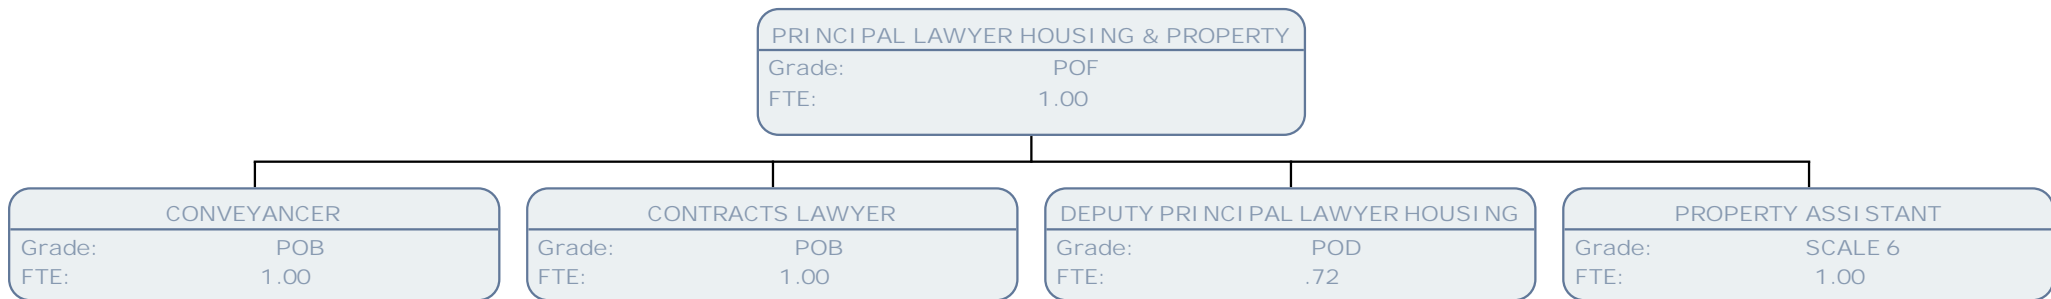 PRINCIPAL LAWYER HOUSING & PROPERTY
Grade: POF
FTE: 1.00
CONVEYANCER
Grade: POB
FTE: 1.00
CONTRACTS LAWYER
Grade: POB
FTE: 1.00
DEPUTY PRINCIPAL LAWYER HOUSING
Grade: POD
FTE: .72
PROPERTY ASSISTANT
Grade: SCALE 6
FTE: 1.00